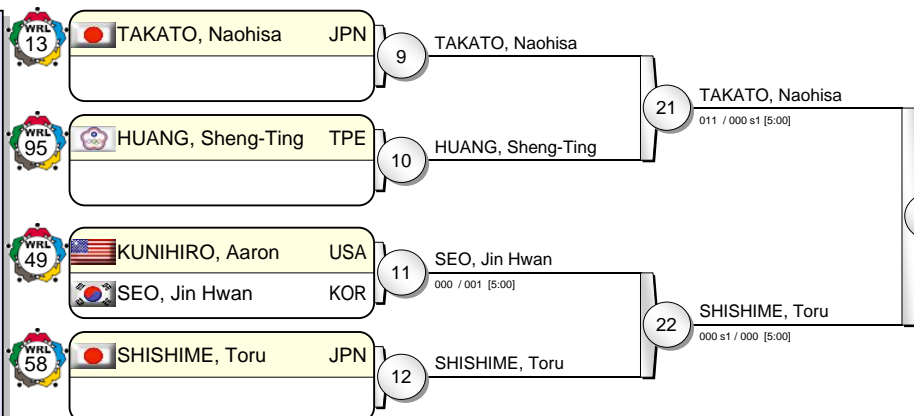 WRL
13
TAKATO, Naohisa JPN
9
TAKATO, Naohisa
WRL
95
HUANG, Sheng-Ting TPE
10
HUANG, Sheng-Ting
21
TAKATO, Naohisa
011 / 000 s1 [5:00]
WRL
49
KUNIHIRO, Aaron USA
SEO, Jin Hwan KOR
11
SEO, Jin Hwan
000 / 001 [5:00]
WRL
58
SHISHIME, Toru JPN
12
SHISHIME, Toru
22
SHISHIME, Toru
000 s1 / 000 [5:00]